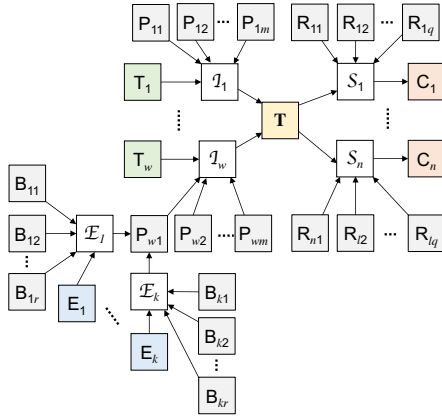 P11 P12 ... P1m R11 R12 ... R1q
T1 ℐ1 S1 C1
T
Tw ℐw Sn Cn
B11
B12 ℰ1 Pw1 Pw2 .... Pwm Rn1 Rl2 ... Rlq
B1r E1 ℰk Bk1
Ek Bk2
Bkr